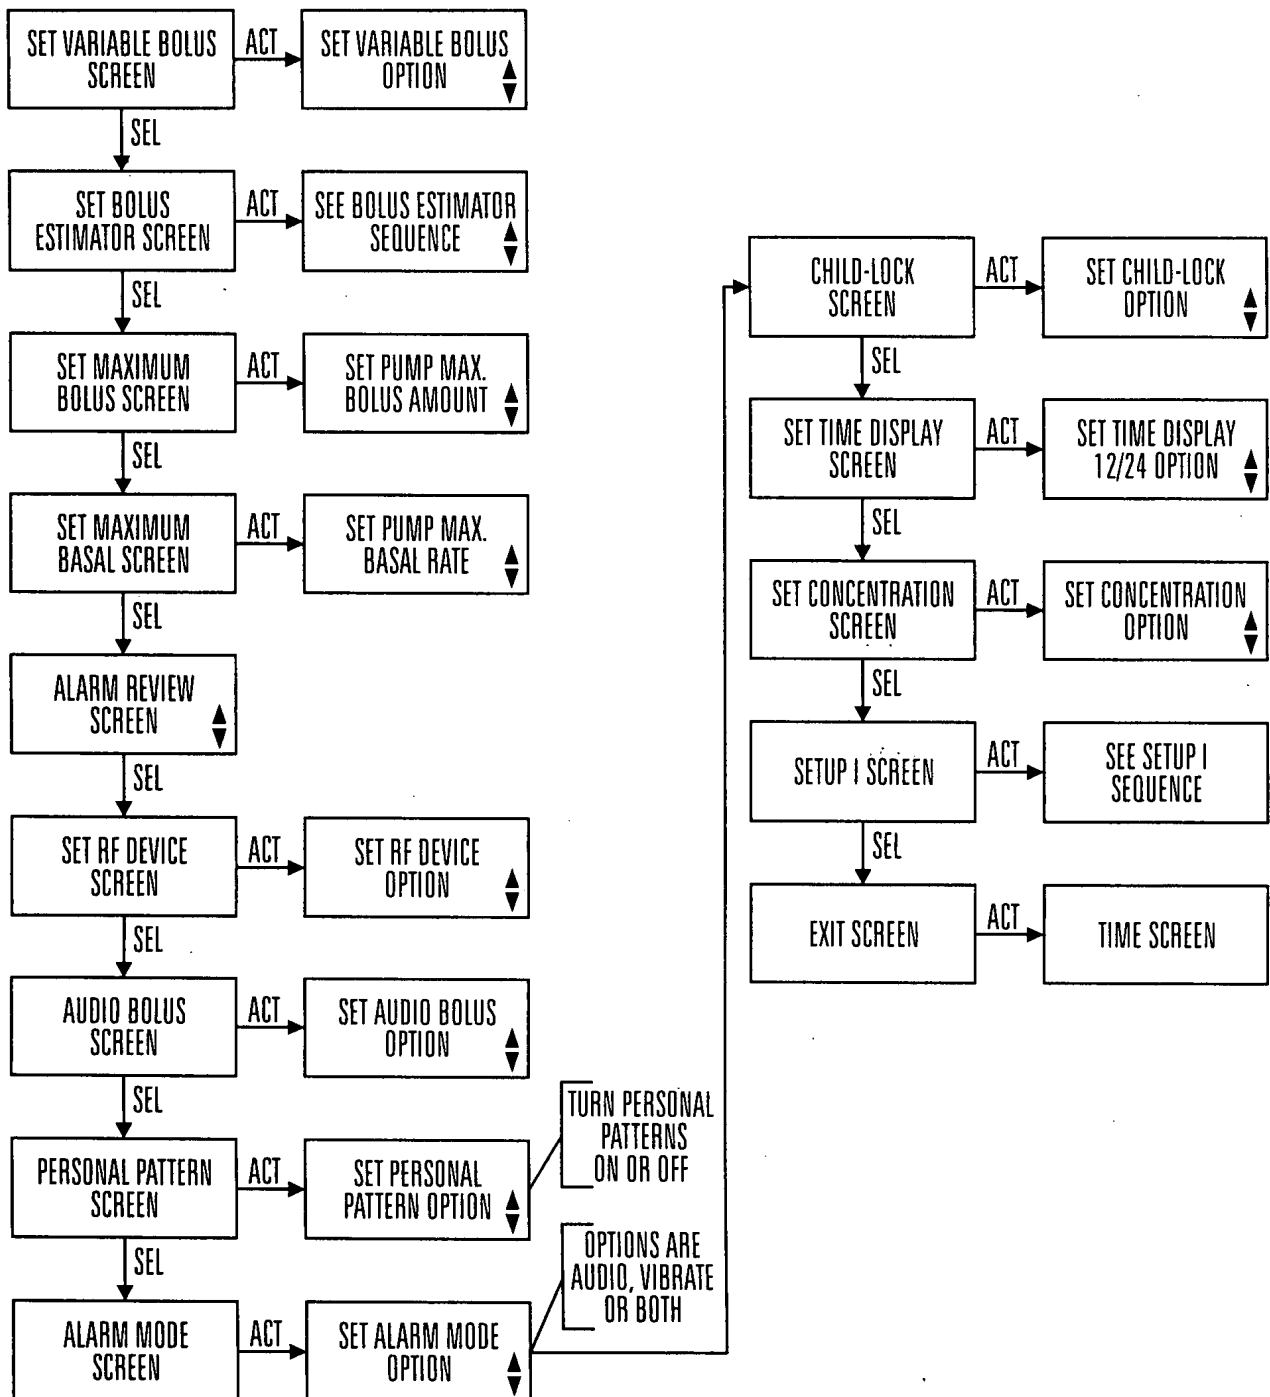 SET VARIABLE BOLUS
SCREEN
ACT
SET VARIABLE BOLUS
OPTION
SEL
SET BOLUS
ESTIMATOR SCREEN
ACT
SEE BOLUS ESTIMATOR
SEQUENCE
SEL
SET MAXIMUM
BOLUS SCREEN
ACT
SET PUMP MAX.
BOLUS AMOUNT
SEL
SET MAXIMUM
BASAL SCREEN
ACT
SET PUMP MAX.
BASAL RATE
SEL
ALARM REVIEW
SCREEN
SEL
SET RF DEVICE
SCREEN
ACT
SET RF DEVICE
OPTION
SEL
AUDIO BOLUS
SCREEN
ACT
SET AUDIO BOLUS
OPTION
SEL
PERSONAL PATTERN
SCREEN
ACT
SET PERSONAL
PATTERN OPTION
TURN PERSONAL
PATTERNS
ON OR OFF
SEL
ALARM MODE
SCREEN
ACT
SET ALARM MODE
OPTION
OPTIONS ARE
AUDIO, VIBRATE
OR BOTH
CHILD-LOCK
SCREEN
ACT
SET CHILD-LOCK
OPTION
SEL
SET TIME DISPLAY
SCREEN
ACT
SET TIME DISPLAY
12/24 OPTION
SEL
SET CONCENTRATION
SCREEN
ACT
SET CONCENTRATION
OPTION
SEL
SETUP I SCREEN
ACT
SEE SETUP I
SEQUENCE
SEL
EXIT SCREEN
ACT
TIME SCREEN